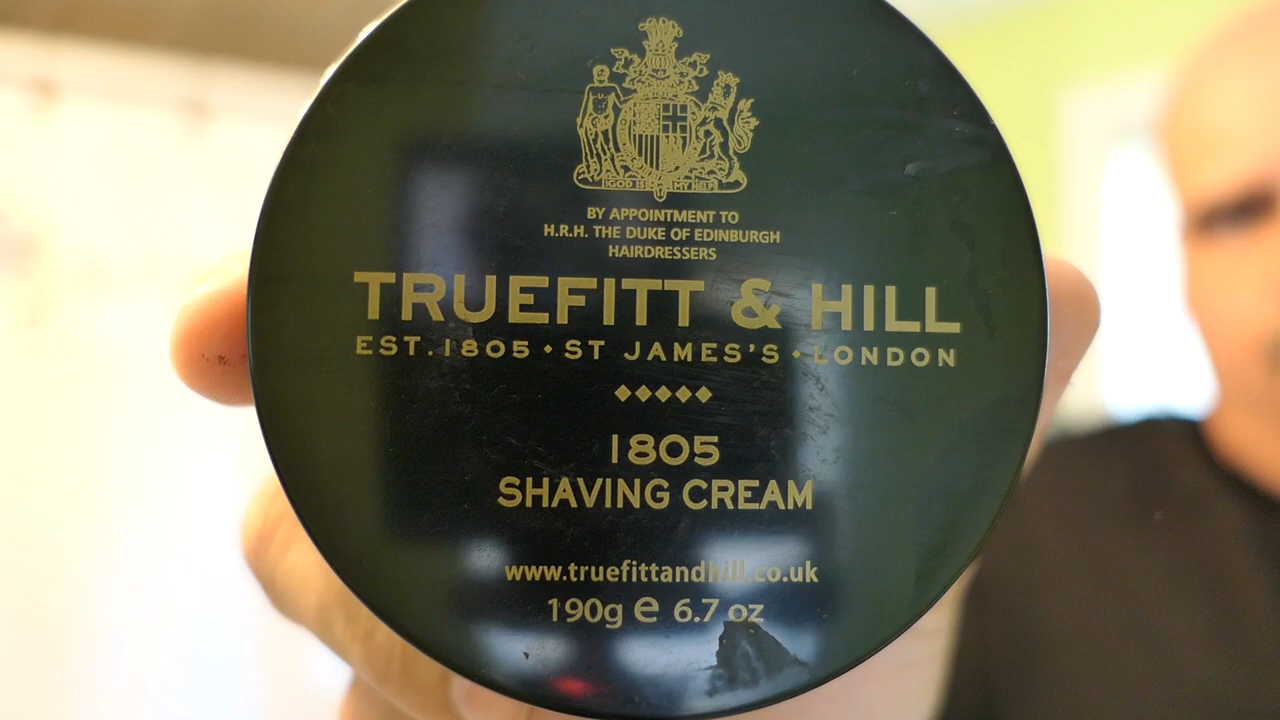 GOD IS MY HELP
BY APPOINTMENT TO
H.R.H. THE DUKE OF EDINBURGH
HAIRDRESSERS
TRUEFITT & HILL
EST.1805 • ST JAMES'S • LONDON
1805
SHAVING CREAM
www.truefittandhill.co.uk
190g e 6.7 oz